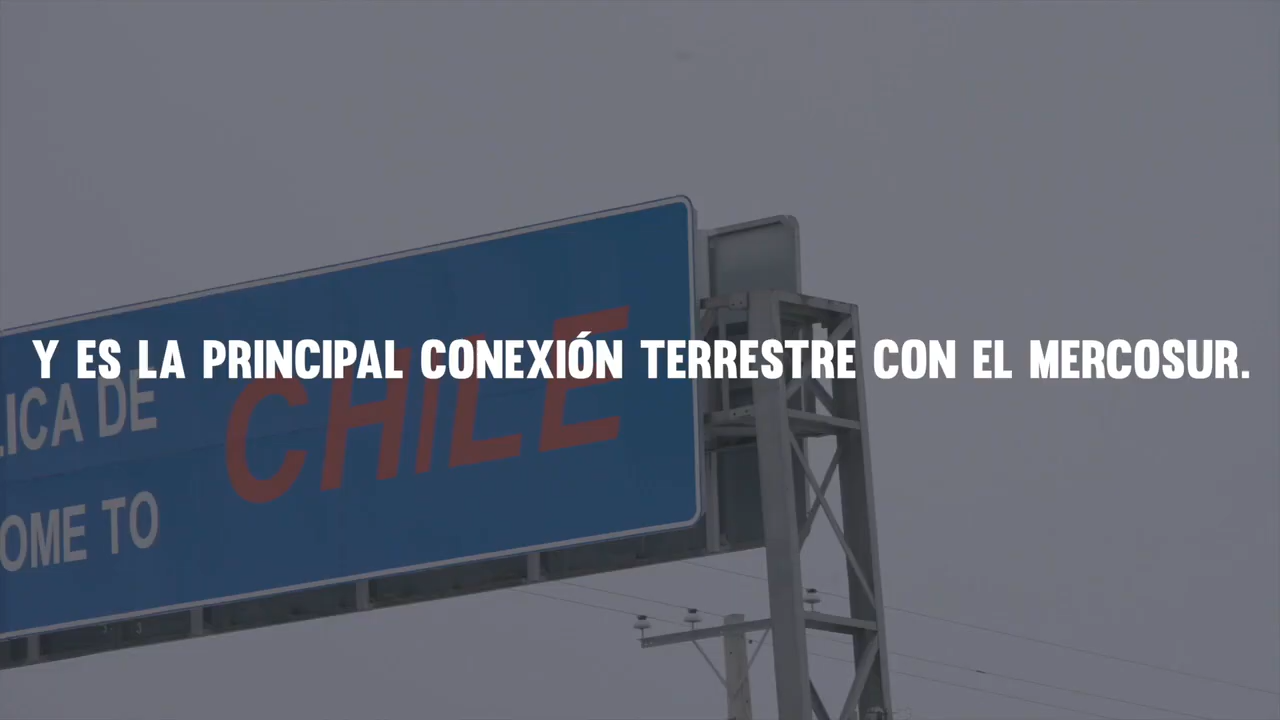 Y ES LA PRINCIPAL CONEXIÓN TERRESTRE CON EL MERCOSUR.
LICA DE CHILE
OME TO